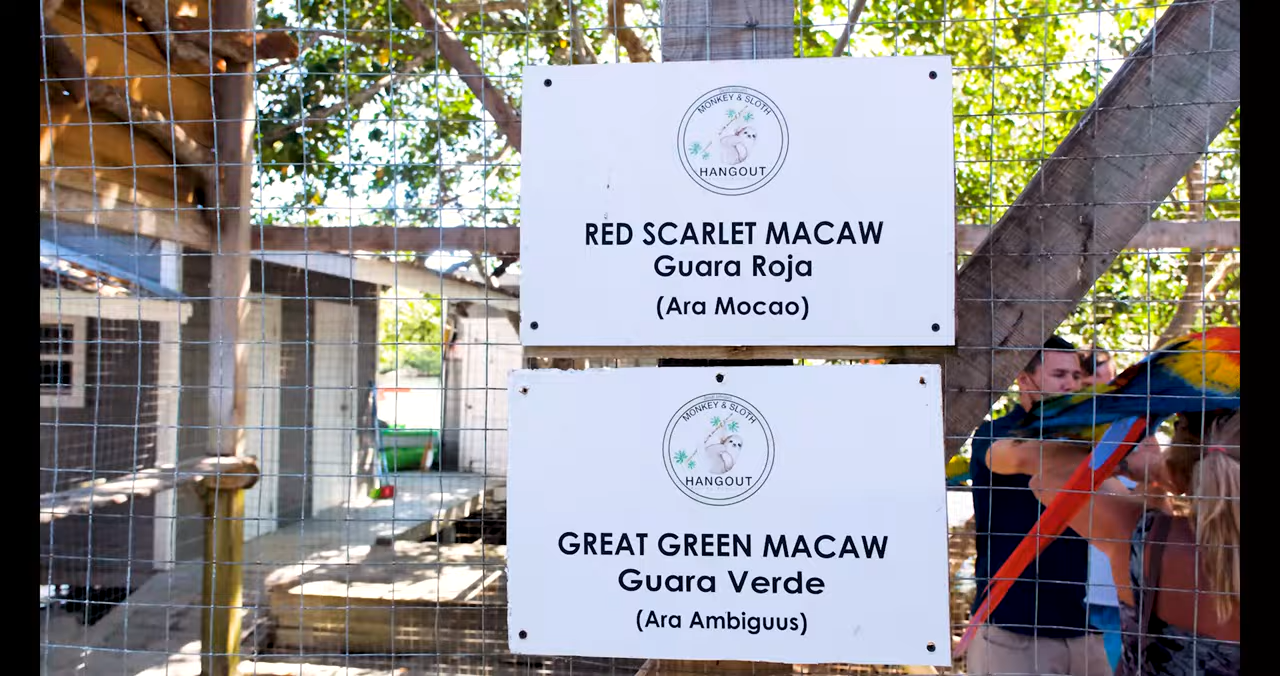 MONKEY & SLOTH
HANGOUT
RED SCARLET MACAW
Guara Roja
(Ara Mocao)
MONKEY & SLOTH
HANGOUT
GREAT GREEN MACAW
Guara Verde
(Ara Ambiguus)